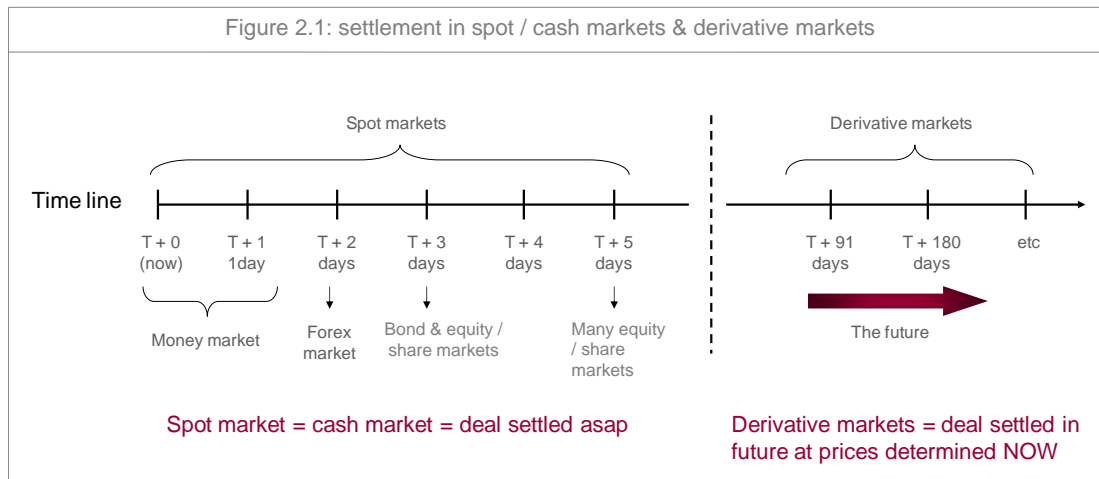 Figure 2.1: settlement in spot / cash markets & derivative markets
Spot markets
Derivative markets
Time line
T + 0
(now)
T + 1
1day
T + 2
days
T + 3
days
T + 4
days
T + 5
days
T + 91
days
T + 180
days
etc
Money market
Forex
market
Bond & equity /
share markets
Many equity
/ share
markets
The future
Spot market = cash market = deal settled asap
Derivative markets = deal settled in
future at prices determined NOW